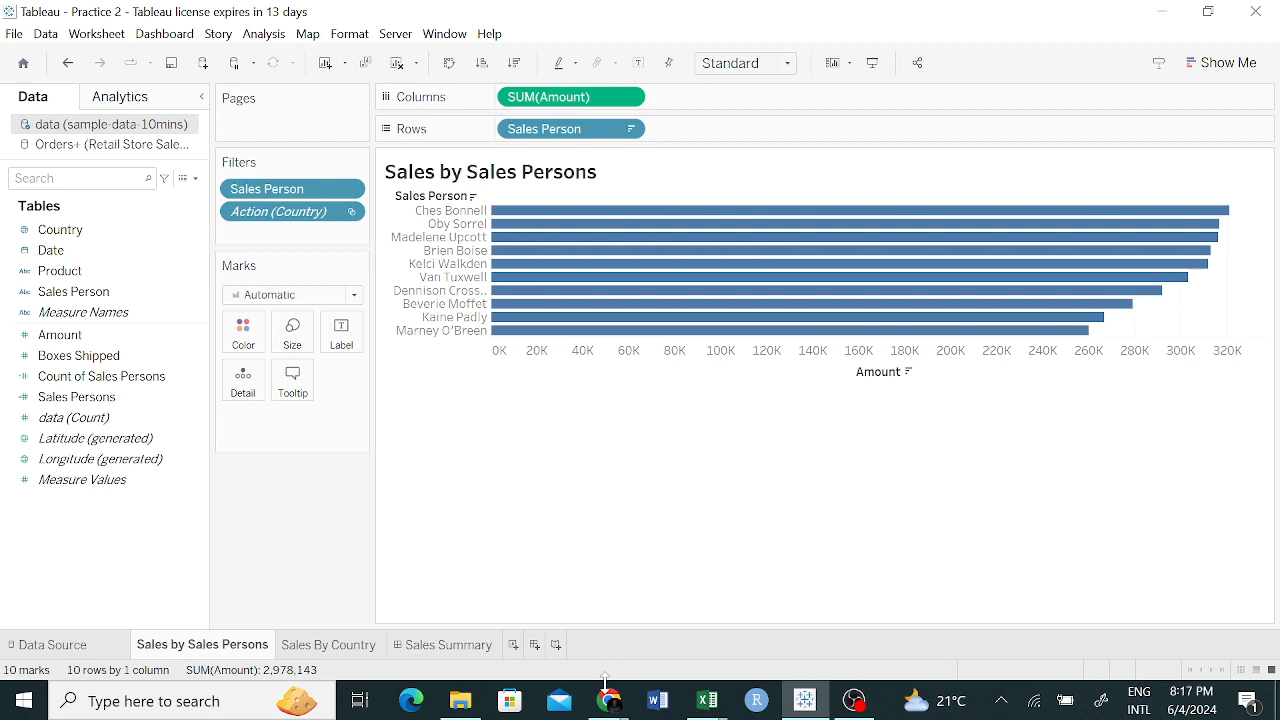 Tableau - Practice 2 - Tableau license expires in 13 days
File Data Worksheet Dashboard Story Analysis Map Format Server Window Help
Standard
Show Me
Data Analytics
Pages
Columns SUM(Amount)
data (sample-data-10mins)
Rows Sales Person
Orders+ (Retail Store Sale...
Filters
Search
Sales by Sales Persons
Sales Person
Action (Country)
Tables
Sales Person
Ches Bonnell
Oby Sorrel
Madelene Upcott
Brien Boise
Kelci Walkden
Van Tuxwell
Dennison Cross..
Beverie Moffet
Kaine Padly
Marney O'Breen
0K 20K 40K 60K 80K 100K 120K 140K 160K 180K 200K 220K 240K 260K 280K 300K 320K
Amount
Marks
Automatic
Color Size Label
Detail Tooltip
Country
Date
Abc Product
Abc Sales Person
Abc Measure Names
# Amount
# Boxes Shipped
# Count of Sales Persons
# Sales Persons
# data (Count)
Latitude (generated)
Longitude (generated)
# Measure Values
Data Source Sales by Sales Persons Sales By Country Sales Summary
10 marks 10 rows by 1 column SUM(Amount): 2,978,143
Type here to search
21°C
ENG
INTL
8:17 PM
6/4/2024
1